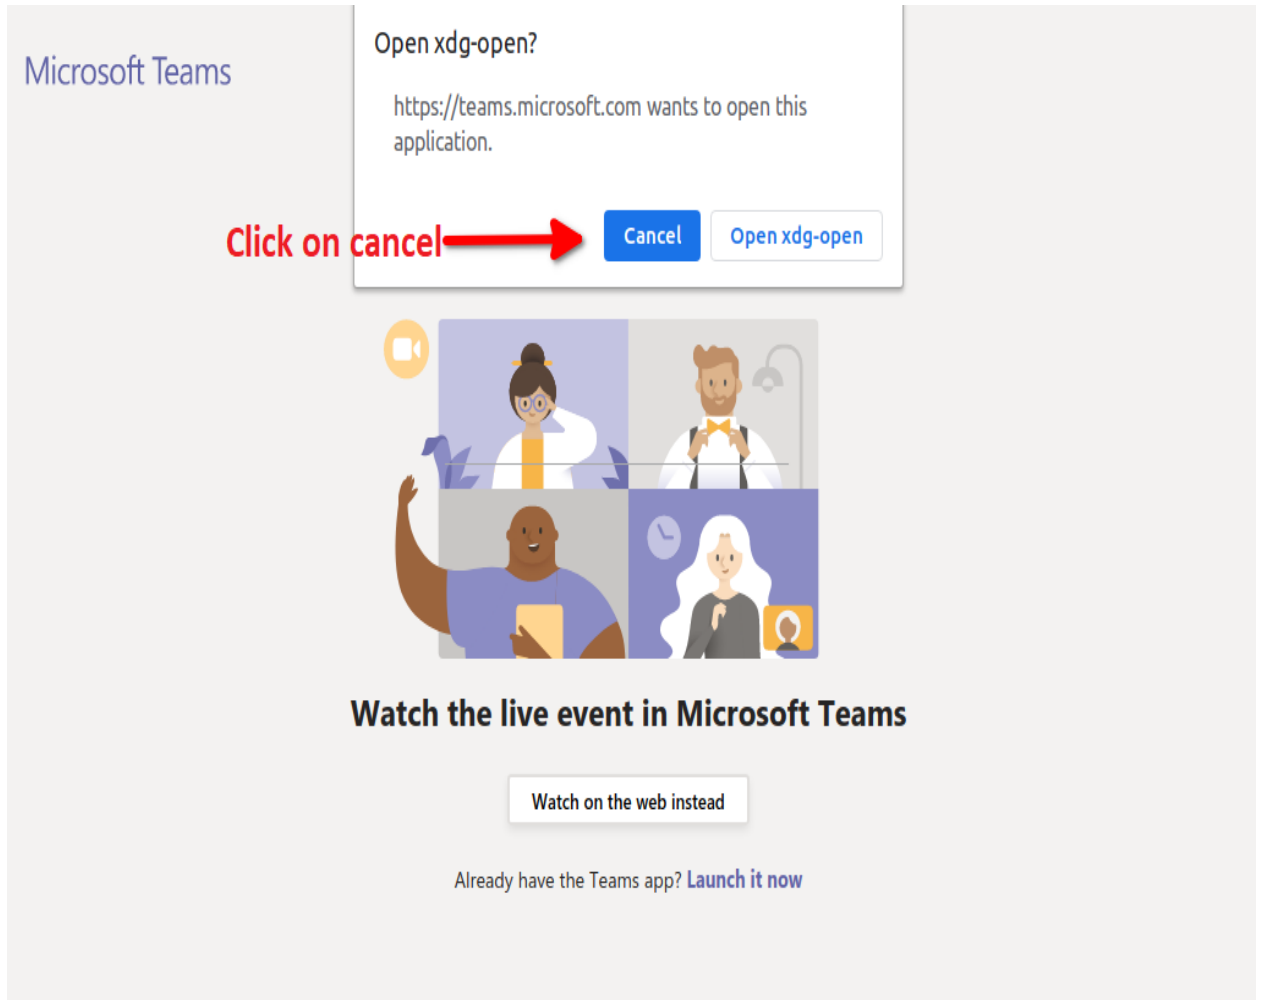 Microsoft Teams
Open xdg-open?
https://teams.microsoft.com wants to open this
application.
Click on cancel
Cancel
Open xdg-open
Watch the live event in Microsoft Teams
Watch on the web instead
Already have the Teams app? Launch it now